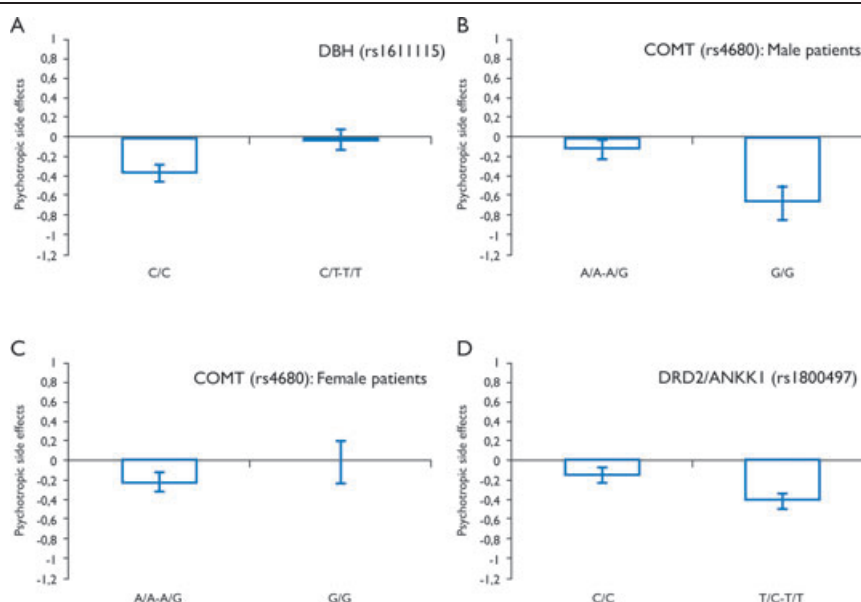 A
DBH (rs1611115)
Psychotropic side effects
1
0,8
0,6
0,4
0,2
0
-0,2
-0,4
-0,6
-0,8
-1
-1,2
C/C
C/T-T/T
B
COMT (rs4680): Male patients
Psychotropic side effects
1
0,8
0,6
0,4
0,2
0
-0,2
-0,4
-0,6
-0,8
-1
-1,2
A/A-A/G
G/G
C
COMT (rs4680): Female patients
Psychotropic side effects
1
0,8
0,6
0,4
0,2
0
-0,2
-0,4
-0,6
-0,8
-1
-1,2
A/A-A/G
G/G
D
DRD2/ANKK1 (rs1800497)
Psychotropic side effects
1
0,8
0,6
0,4
0,2
0
-0,2
-0,4
-0,6
-0,8
-1
-1,2
C/C
T/C-T/T